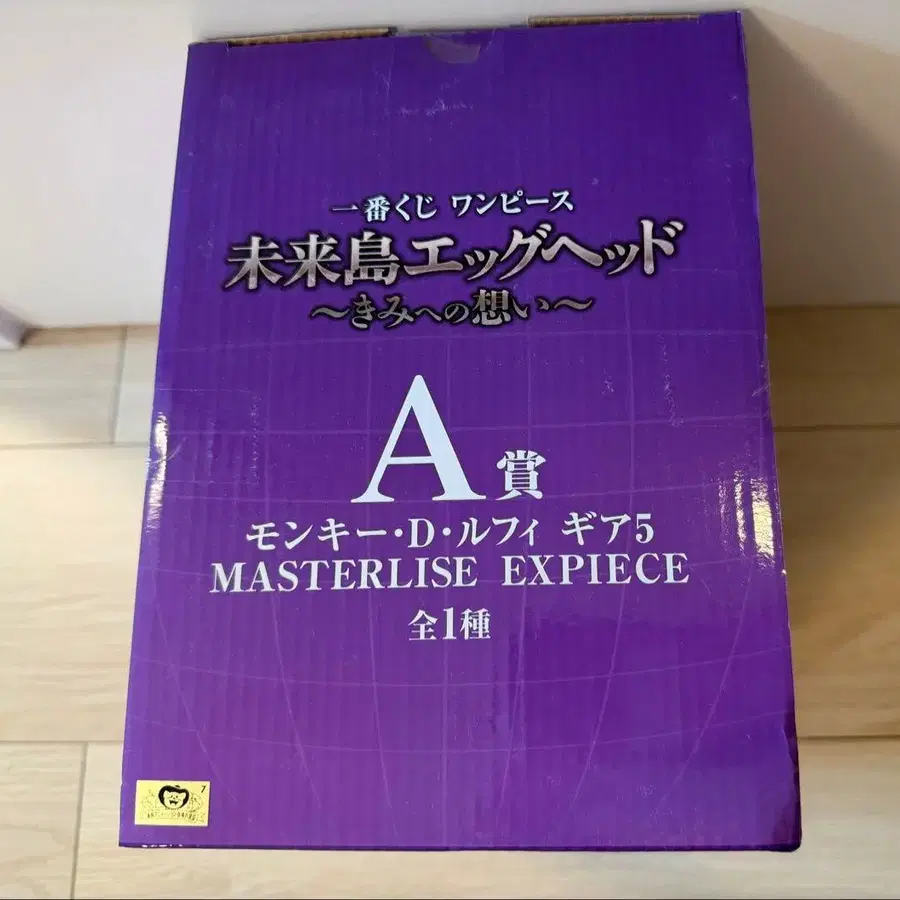 一番くじ ワンピース
未来島エッグヘッド
～きみへの想い～
A賞
モンキー・D・ルフィ ギア5
MASTERLISE EXPIECE
全1種
7